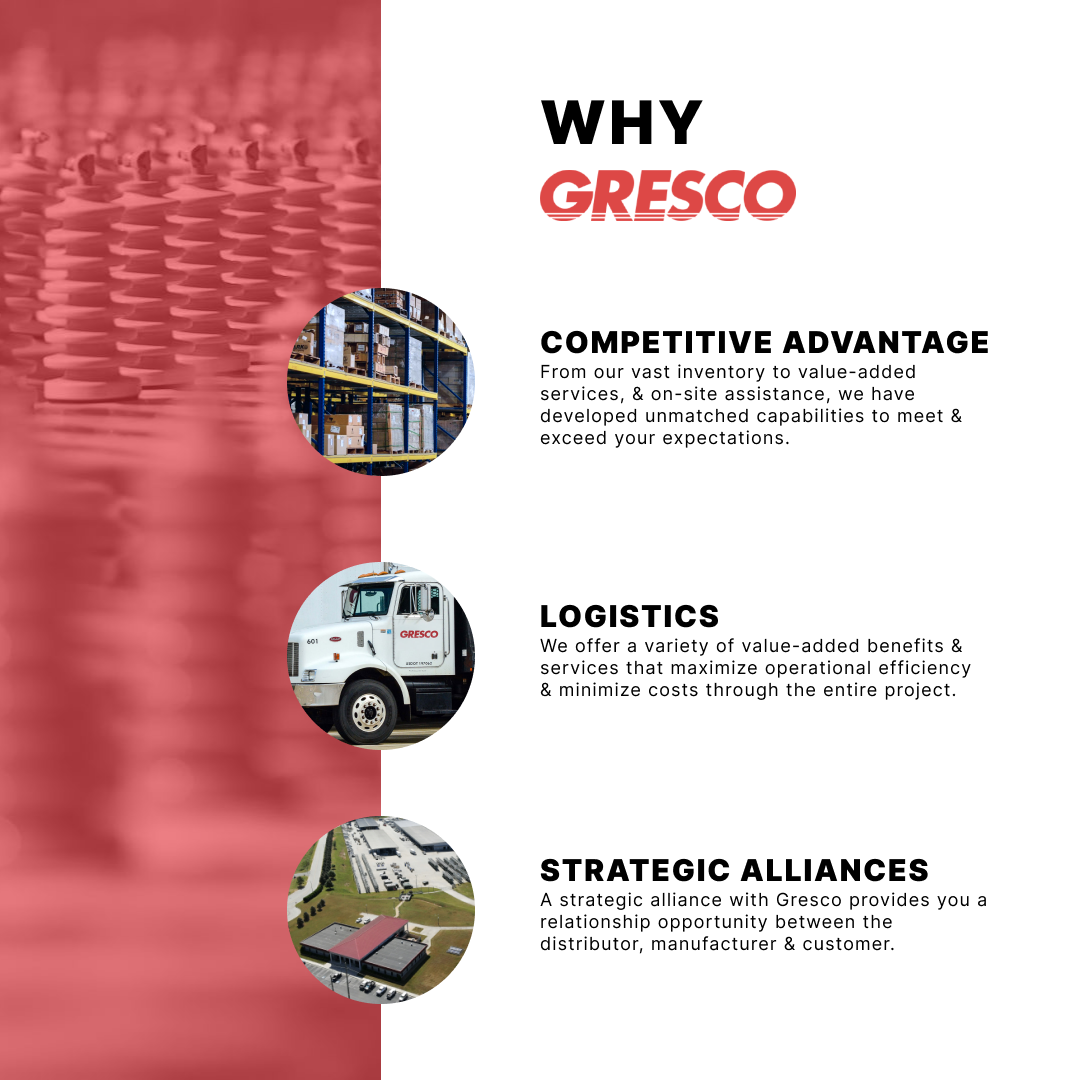 WHY
GRESCO
COMPETITIVE ADVANTAGE
From our vast inventory to value-added
services, & on-site assistance, we have
developed unmatched capabilities to meet &
exceed your expectations.
601
GRESCO
LOGISTICS
We offer a variety of value-added benefits &
services that maximize operational efficiency
& minimize costs through the entire project.
STRATEGIC ALLIANCES
A strategic alliance with Gresco provides you a
relationship opportunity between the
distributor, manufacturer & customer.